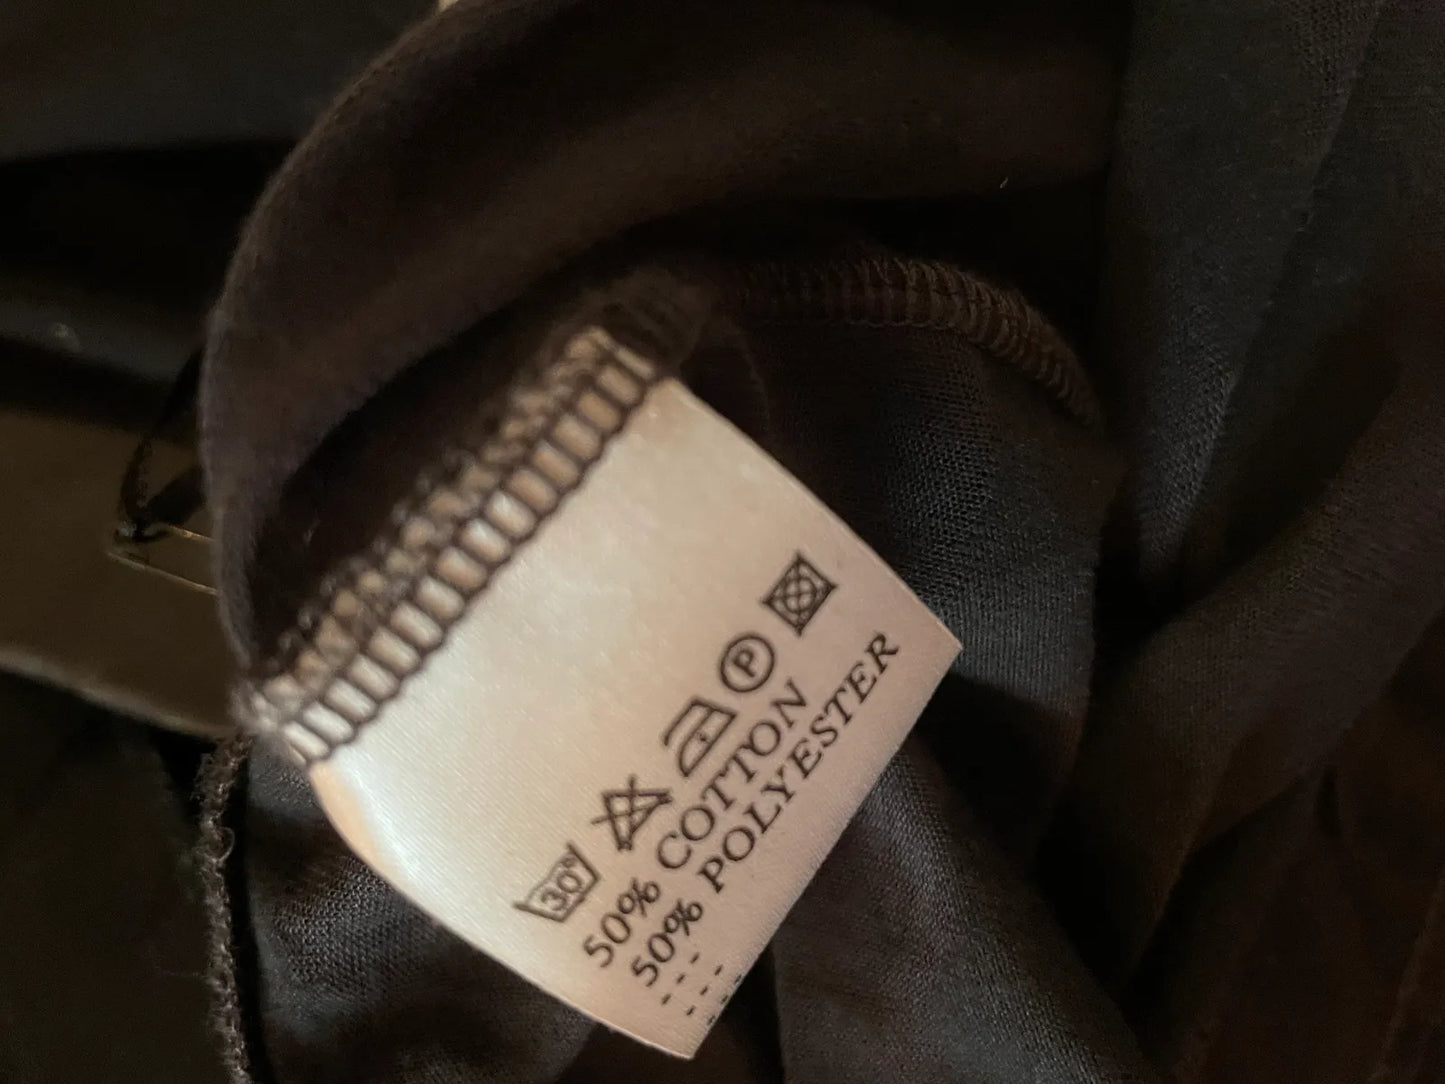 30°
P
50% COTTON
50% POLYESTER